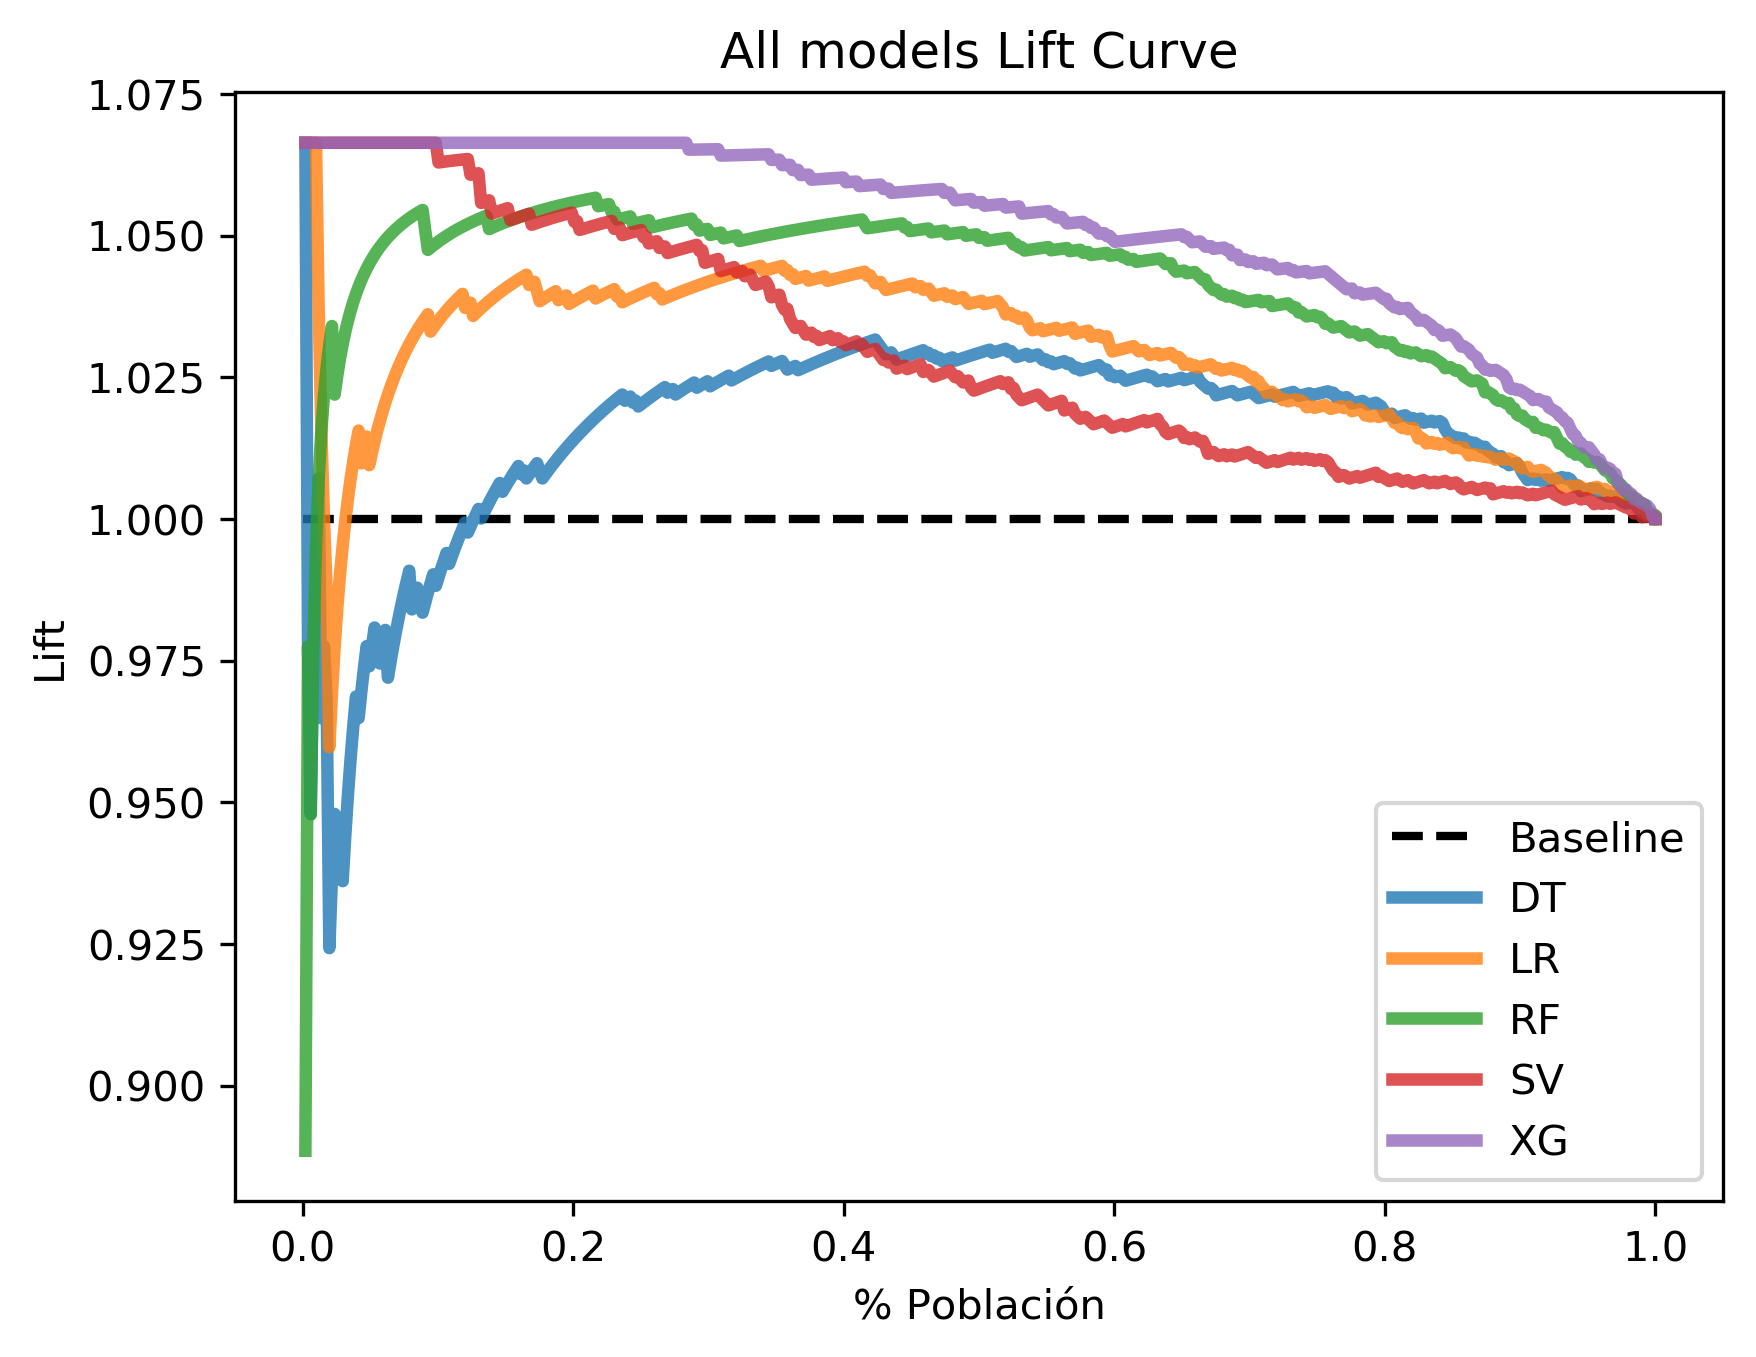 All models Lift Curve
1.075
1.050
1.025
1.000
0.975
0.950
0.925
0.900
Lift
0.0
0.2
0.4
0.6
0.8
1.0
% Población
Baseline
DT
LR
RF
SV
XG